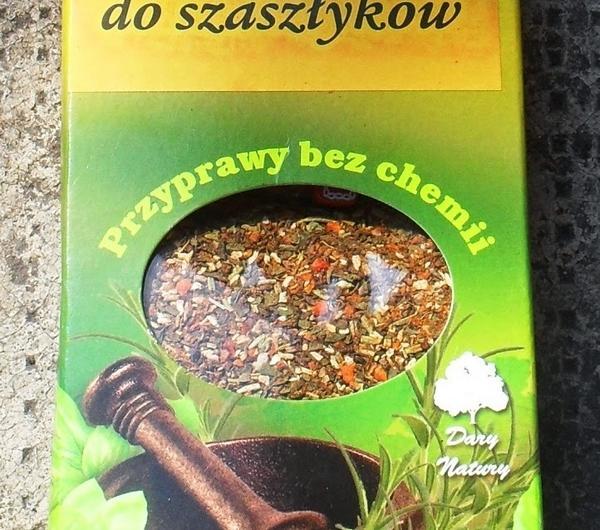 do szaszłyków
Przyprawy bez chemii
Dary
Natury